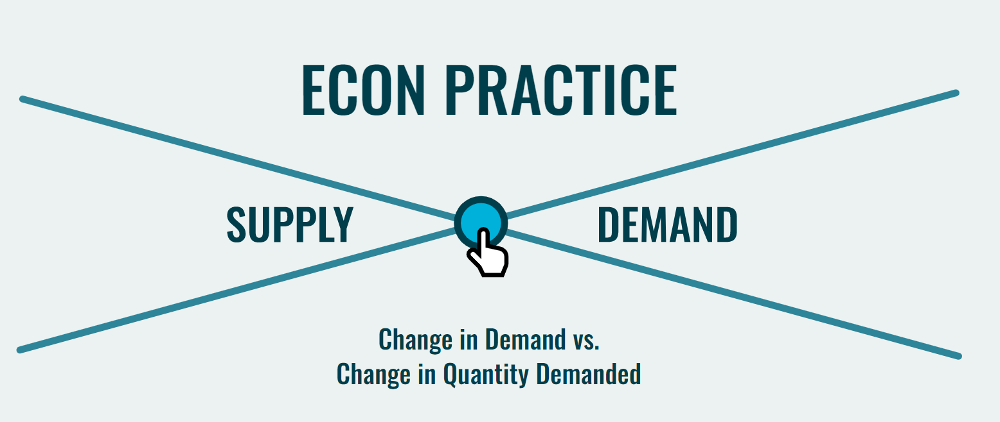 ECON PRACTICE
SUPPLY
DEMAND
Change in Demand vs.
Change in Quantity Demanded